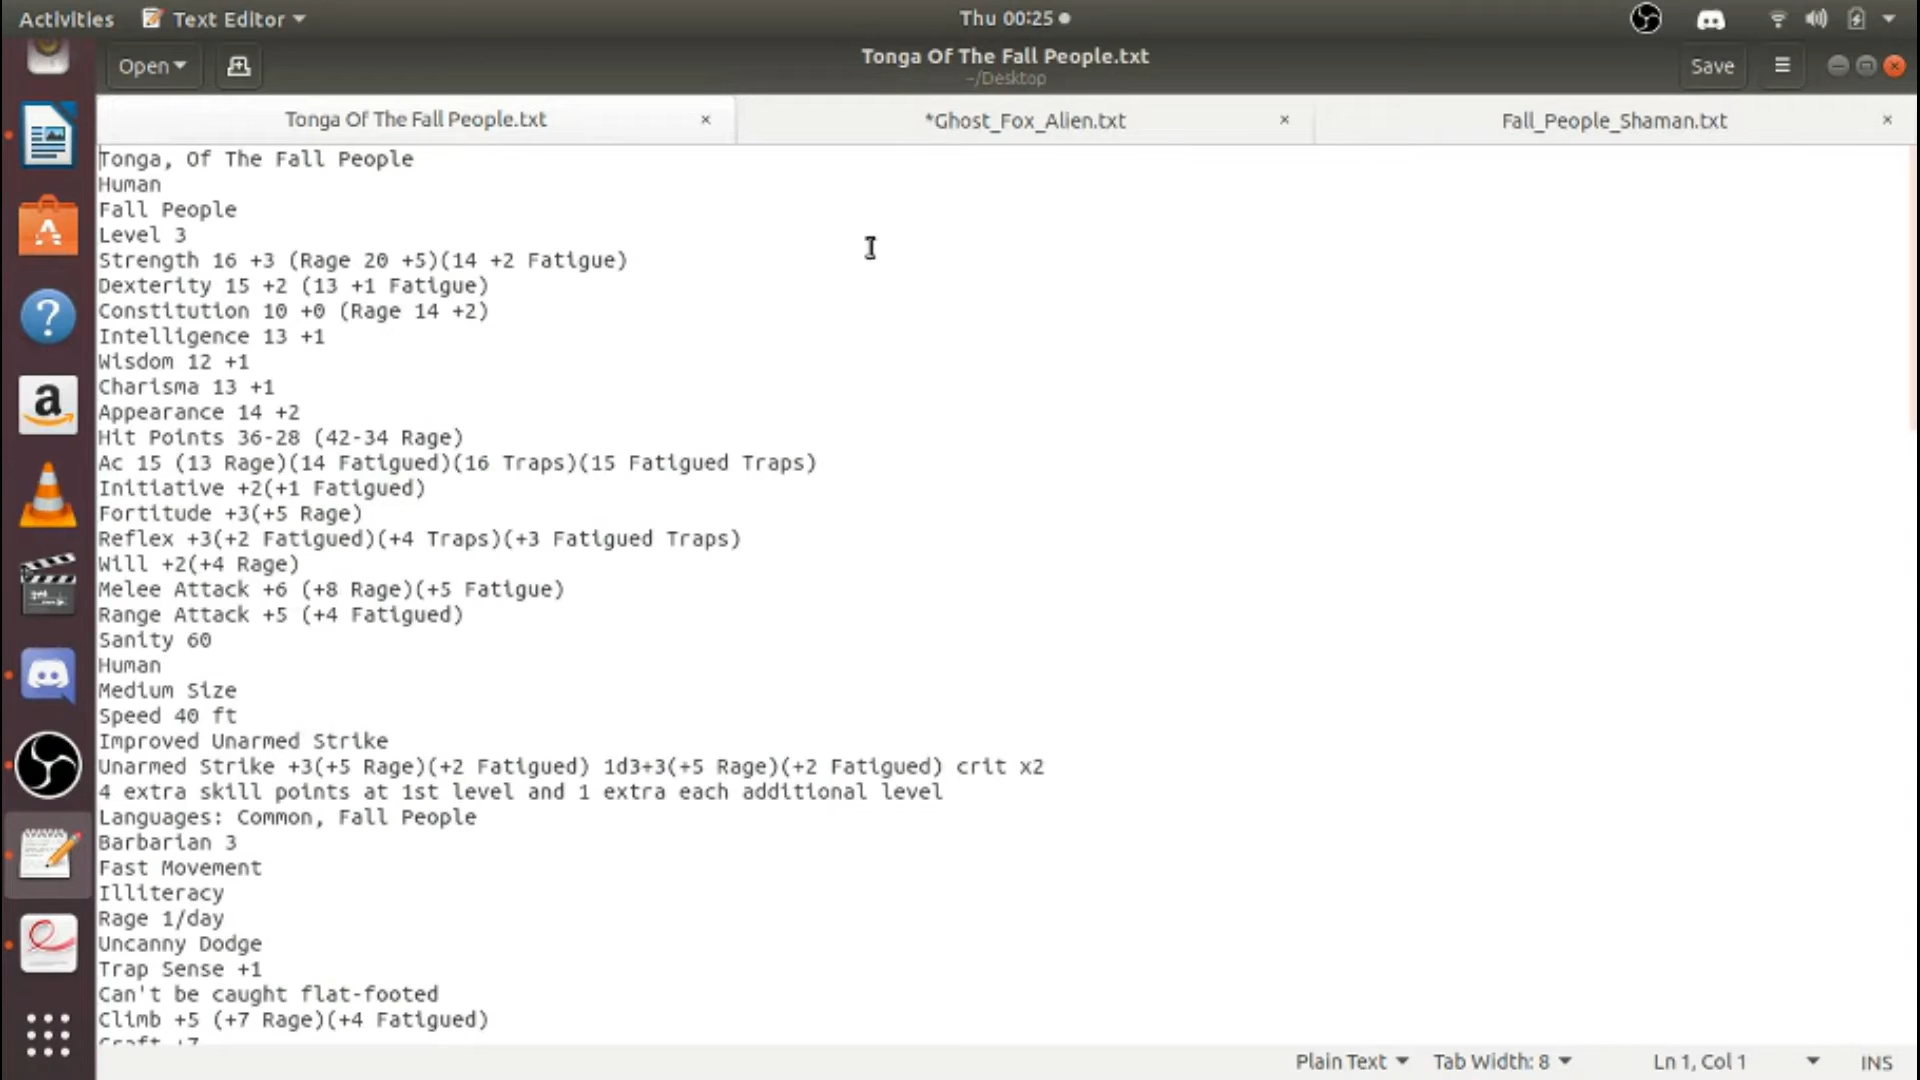 Activities Text Editor Thu 00:25
Open Tonga Of The Fall People.txt Save
~/Desktop
Tonga Of The Fall People.txt *Ghost_Fox_Alien.txt Fall_People_Shaman.txt
Tonga, Of The Fall People
Human
Fall People
Level 3
Strength 16 +3 (Rage 20 +5)(14 +2 Fatigue)
Dexterity 15 +2 (13 +1 Fatigue)
Constitution 10 +0 (Rage 14 +2)
Intelligence 13 +1
Wisdom 12 +1
Charisma 13 +1
Appearance 14 +2
Hit Points 36-28 (42-34 Rage)
Ac 15 (13 Rage)(14 Fatigued)(16 Traps)(15 Fatigued Traps)
Initiative +2(+1 Fatigued)
Fortitude +3(+5 Rage)
Reflex +3(+2 Fatigued)(+4 Traps)(+3 Fatigued Traps)
Will +2(+4 Rage)
Melee Attack +6 (+8 Rage)(+5 Fatigue)
Range Attack +5 (+4 Fatigued)
Sanity 60
Human
Medium Size
Speed 40 ft
Improved Unarmed Strike
Unarmed Strike +3(+5 Rage)(+2 Fatigued) 1d3+3(+5 Rage)(+2 Fatigued) crit x2
4 extra skill points at 1st level and 1 extra each additional level
Languages: Common, Fall People
Barbarian 3
Fast Movement
Illiteracy
Rage 1/day
Uncanny Dodge
Trap Sense +1
Can't be caught flat-footed
Climb +5 (+7 Rage)(+4 Fatigued)
Craft +7
Plain Text Tab Width: 8 Ln 1, Col 1 INS